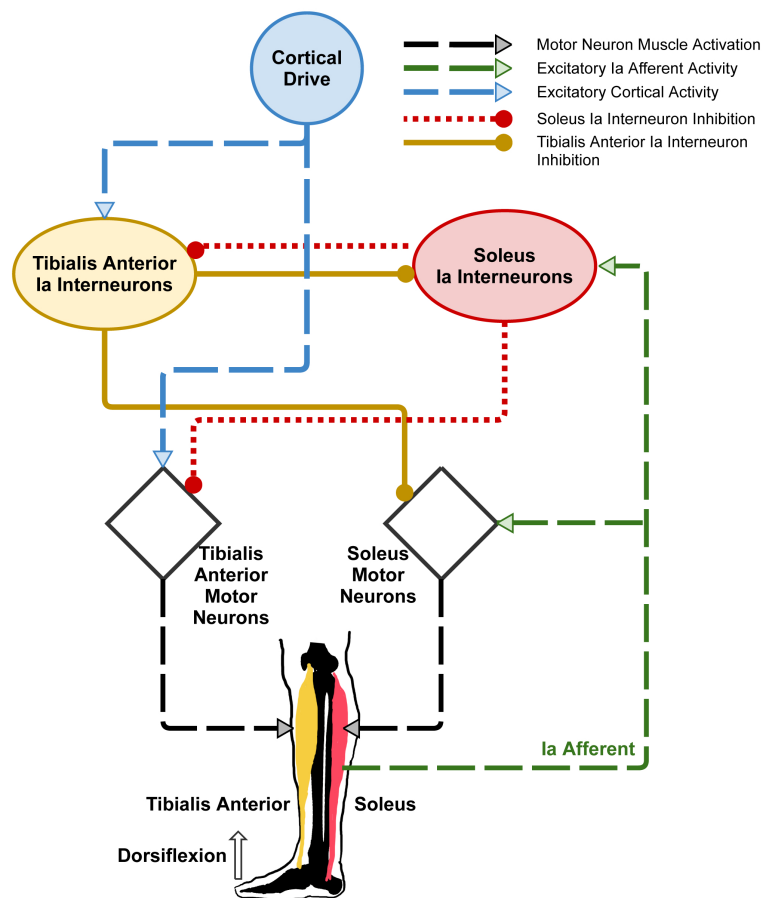 Cortical
Drive
Motor Neuron Muscle Activation
Excitatory Ia Afferent Activity
Excitatory Cortical Activity
Soleus Ia Interneuron Inhibition
Tibialis Anterior Ia Interneuron
Inhibition
Tibialis Anterior
Ia Interneurons
Soleus
Ia Interneurons
Tibialis
Anterior
Motor
Neurons
Soleus
Motor
Neurons
Ia Afferent
Tibialis Anterior
Soleus
Dorsiflexion